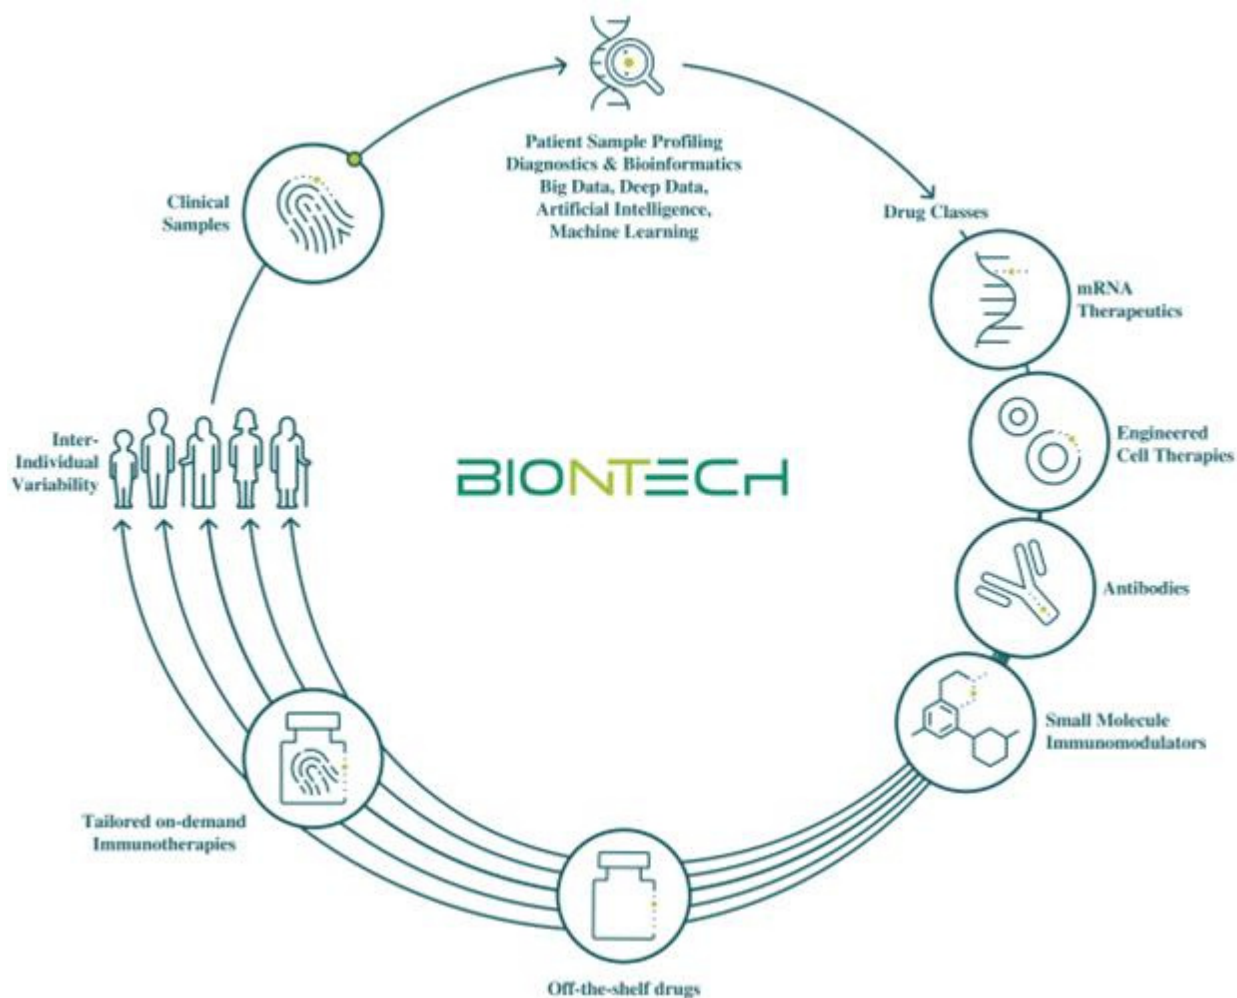 Patient Sample Profiling
Diagnostics & Bioinformatics
Big Data, Deep Data,
Artificial Intelligence,
Machine Learning
Clinical
Samples
Drug Classes
mRNA
Therapeutics
Engineered
Cell Therapies
Antibodies
Small Molecule
Immunomodulators
Inter-
Individual
Variability
BIONTECH
Tailored on-demand
Immunotherapies
Off-the-shelf drugs